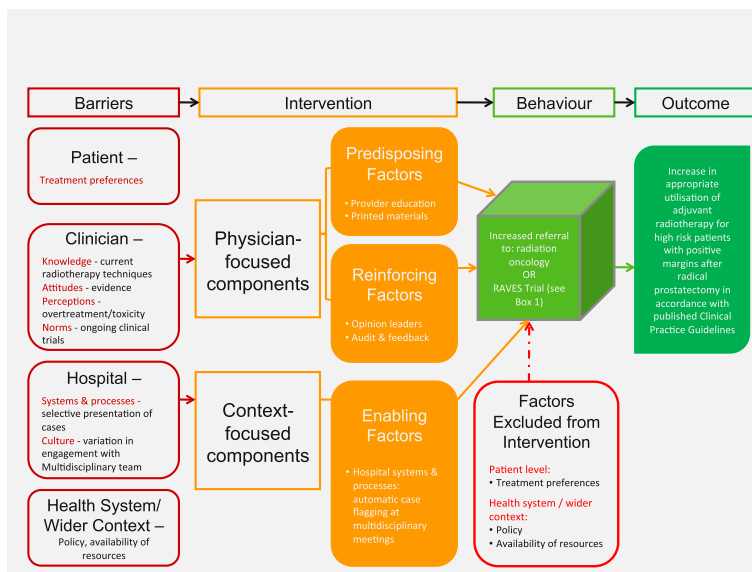 Barriers
Intervention
Behaviour
Outcome
Patient –
Treatment preferences
Clinician –
Knowledge - current
radiotherapy techniques
Attitudes - evidence
Perceptions -
overtreatment/toxicity
Norms - ongoing clinical
trials
Hospital –
Systems & processes -
selective presentation of
cases
Culture - variation in
engagement with
Multidisciplinary team
Health System/
Wider Context –
Policy, availability of
resources
Physician-
focused
components
Context-
focused
components
Predisposing
Factors
• Provider education
• Printed materials
Reinforcing
Factors
• Opinion leaders
• Audit & feedback
Enabling
Factors
• Hospital systems &
processes:
automatic case
flagging at
multidisciplinary
meetings
Increased referral
to: radiation
oncology
OR
RAVES Trial (see
Box 1)
Factors
Excluded from
Intervention
Patient level:
• Treatment preferences
Health system / wider
context:
• Policy
• Availability of resources
Increase in
appropriate
utilisation of
adjuvant
radiotherapy for
high risk patients
with positive
margins after
radical
prostatectomy in
accordance with
published Clinical
Practice Guidelines